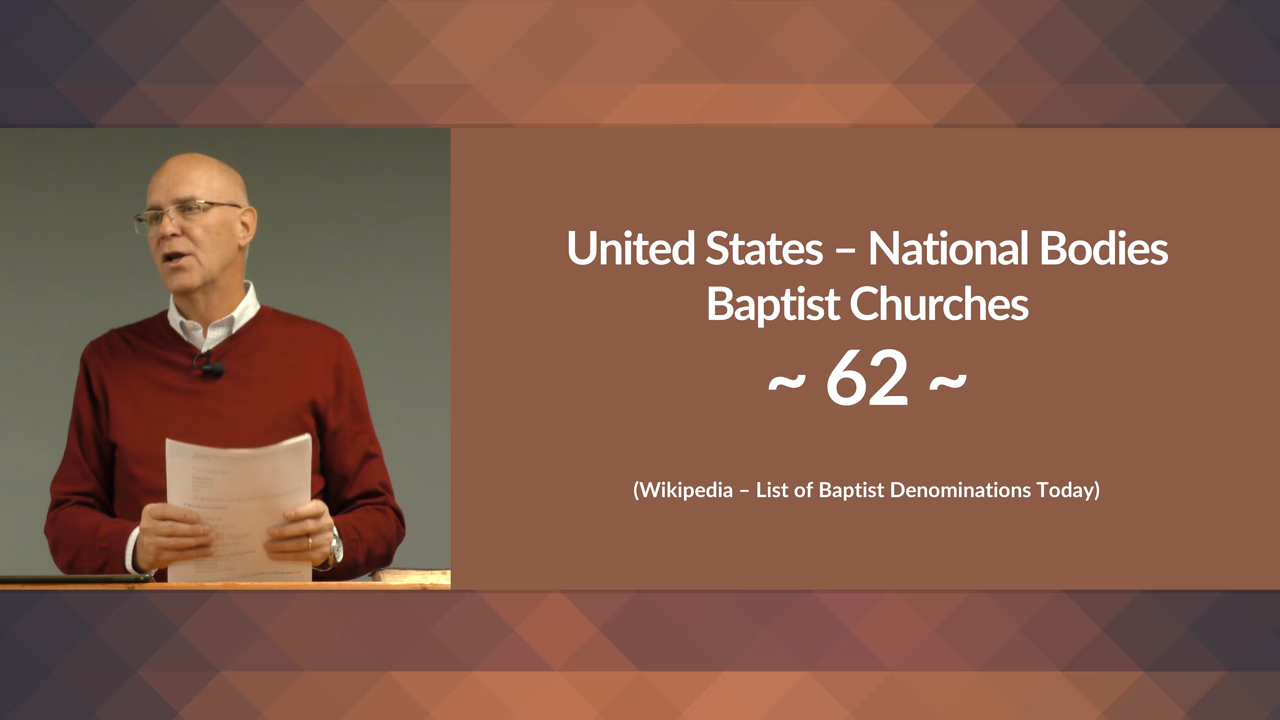 United States – National Bodies
Baptist Churches
~ 62 ~
(Wikipedia – List of Baptist Denominations Today)